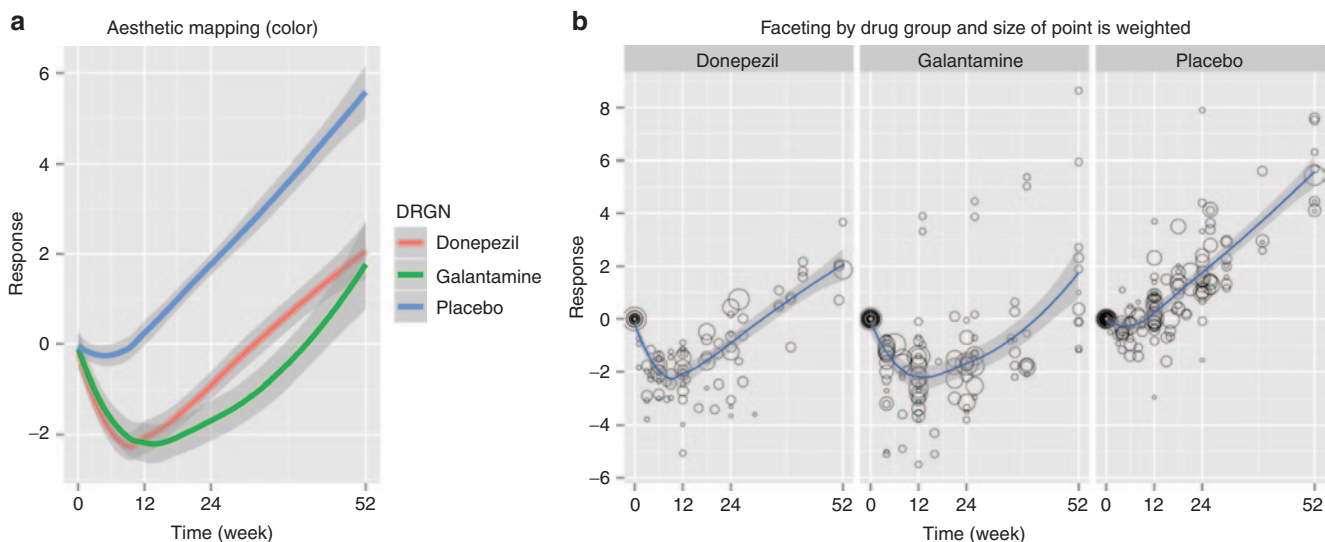 a
Aesthetic mapping (color)
Response
6
4
2
0
−2
0 12 24 52
Time (week)
DRGN
Donepezil
Galantamine
Placebo
b
Faceting by drug group and size of point is weighted
Donepezil Galantamine Placebo
Response
8
6
4
2
0
−2
−4
−6
0 12 24 52 0 12 24 52 0 12 24 52
Time (week)